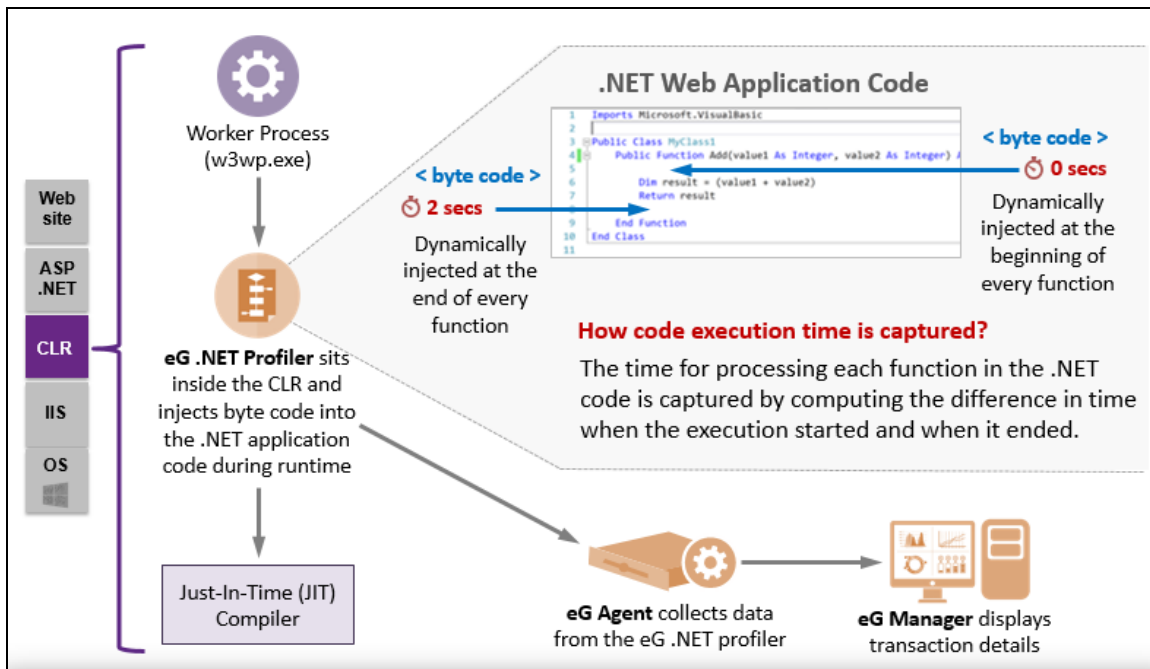 Web
site
ASP
.NET
CLR
IIS
OS
Worker Process
(w3wp.exe)
eG .NET Profiler sits
inside the CLR and
injects byte code into
the .NET application
code during runtime
Just-In-Time (JIT)
Compiler
.NET Web Application Code
1 Imports Microsoft.VisualBasic
2
3 Public Class MyClass1
4 Public Function Add(value1 As Integer, value2 As Integer) A
5
6 Dim result = (value1 + value2)
7 Return result
9 End Function
10 End Class
11
< byte code >
2 secs
Dynamically
injected at the
end of every
function
< byte code >
0 secs
Dynamically
injected at the
beginning of
every function
How code execution time is captured?
The time for processing each function in the .NET
code is captured by computing the difference in time
when the execution started and when it ended.
eG Agent collects data
from the eG .NET profiler
eG Manager displays
transaction details